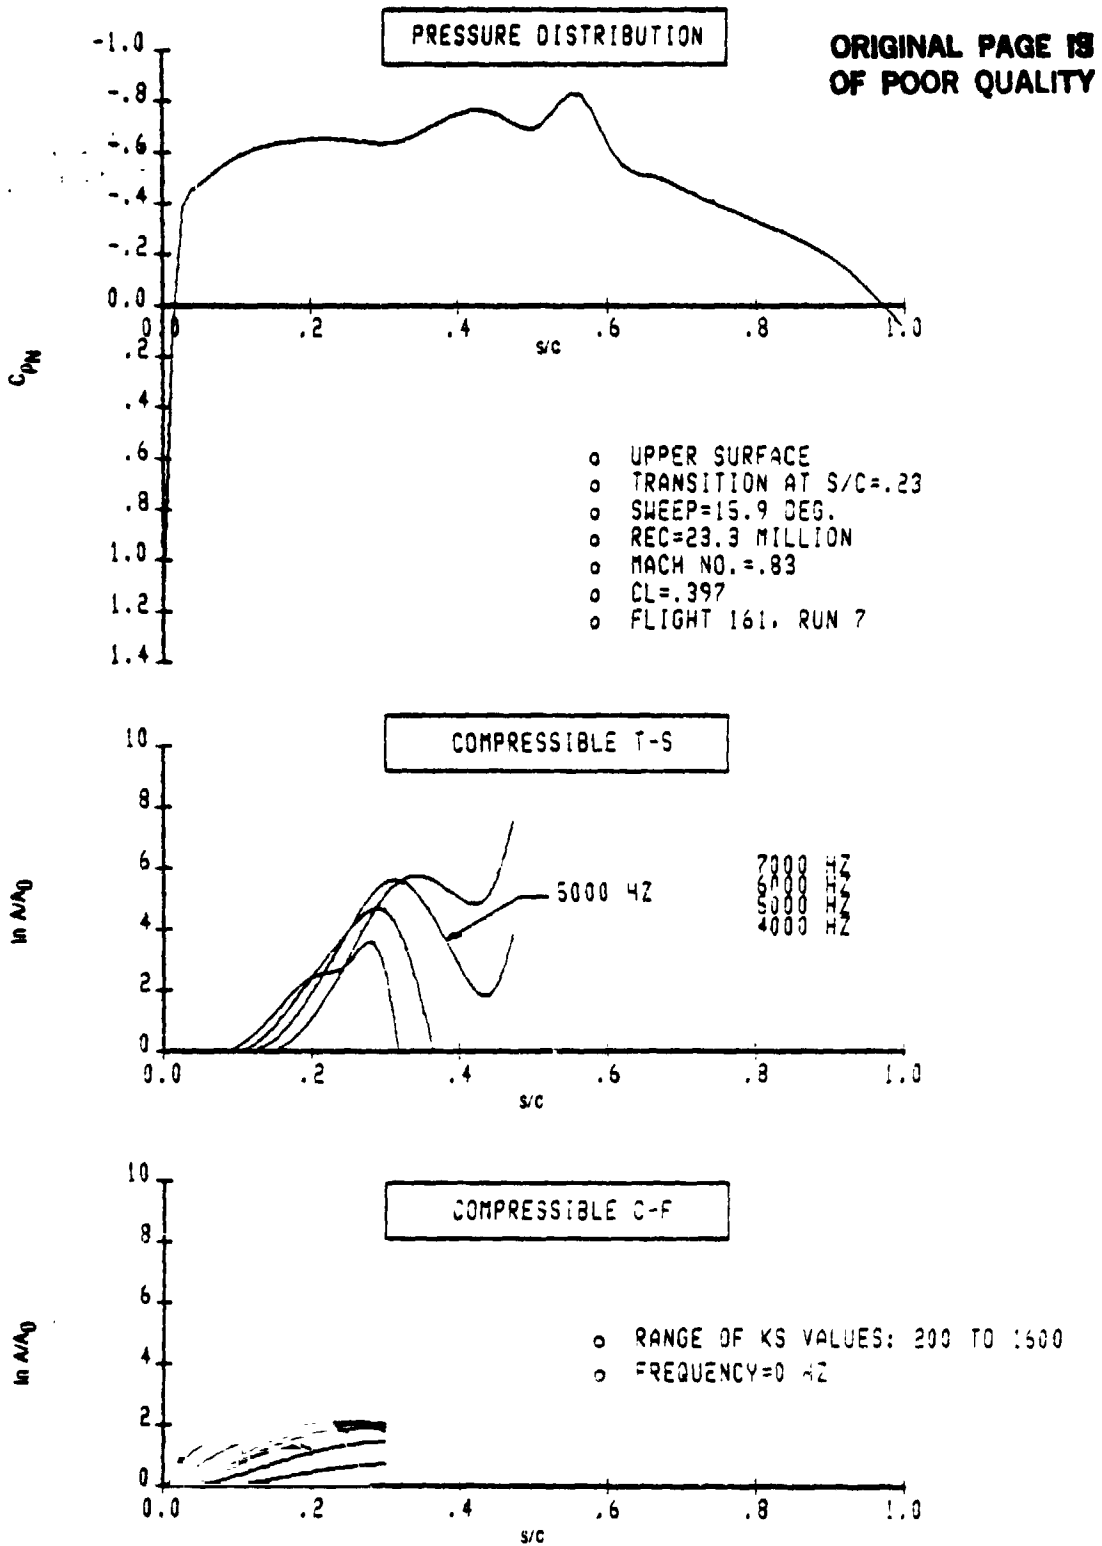 PRESSURE DISTRIBUTION
ORIGINAL PAGE IS
OF POOR QUALITY
-1.0
-.8
-.6
-.4
-.2
0.0
.2
.4
.6
.8
1.0
1.2
1.4
CPN
0.0 .2 .4 .6 .8 1.0
S/C
o UPPER SURFACE
o TRANSITION AT S/C=.23
o SWEEP=15.9 DEG.
o REC=23.3 MILLION
o MACH NO.=.83
o CL=.397
o FLIGHT 161, RUN 7
COMPRESSIBLE T-S
10
8
6
4
2
0
ln A/A0
5000 HZ
7000 HZ
6000 HZ
5000 HZ
4000 HZ
0.0 .2 .4 .6 .8 1.0
S/C
COMPRESSIBLE C-F
10
8
6
4
2
0
ln A/A0
o RANGE OF KS VALUES: 200 TO 1600
o FREQUENCY=0 HZ
0.0 .2 .4 .6 .8 1.0
S/C